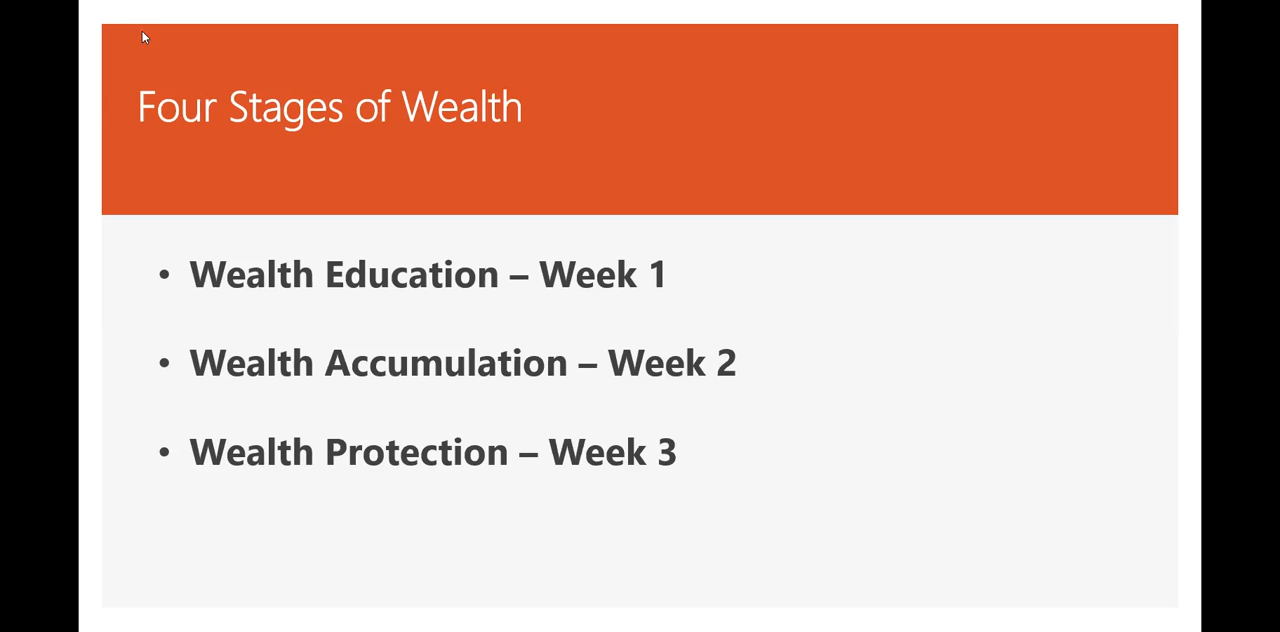 Four Stages of Wealth
• Wealth Education – Week 1
• Wealth Accumulation – Week 2
• Wealth Protection – Week 3